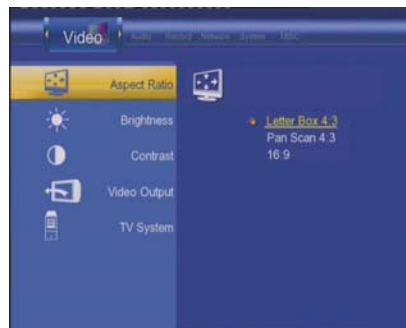 Video Audio Record Network System MISC
Aspect Ratio
Brightness
Contrast
Video Output
TV System
Letter Box 4:3
Pan Scan 4:3
16:9